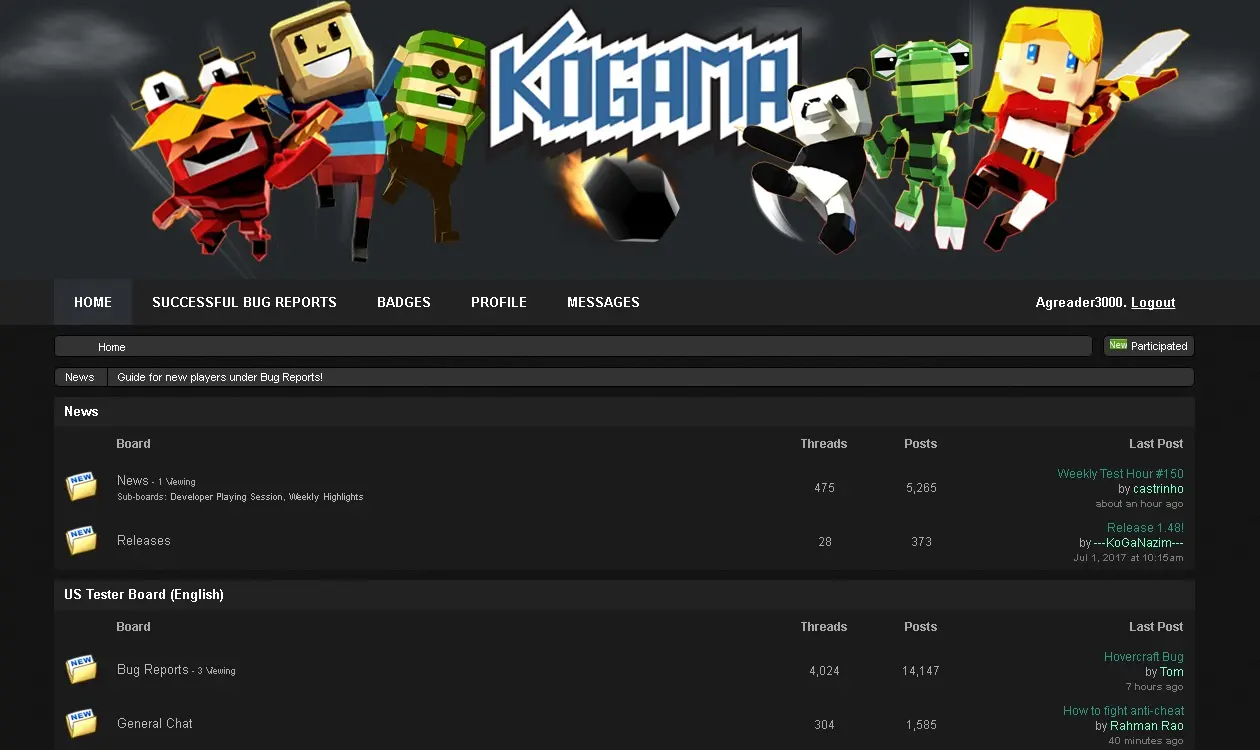 KOGAMA
HOME SUCCESSFUL BUG REPORTS BADGES PROFILE MESSAGES Agreader3000. Logout
Home New Participated
News Guide for new players under Bug Reports!
News
Board Threads Posts Last Post
NEW News - 1 Viewing 475 5,265 Weekly Test Hour #150
Sub-boards: Developer Playing Session, Weekly Highlights by castrinho
about an hour ago
NEW Releases 28 373 Release 1.48!
by ---KoGaNazim---
Jul 1, 2017 at 10:15am
US Tester Board (English)
Board Threads Posts Last Post
NEW Bug Reports - 3 Viewing 4,024 14,147 Hovercraft Bug
by Tom
7 hours ago
NEW General Chat 304 1,585 How to fight anti-cheat
by Rahman Rao
40 minutes ago